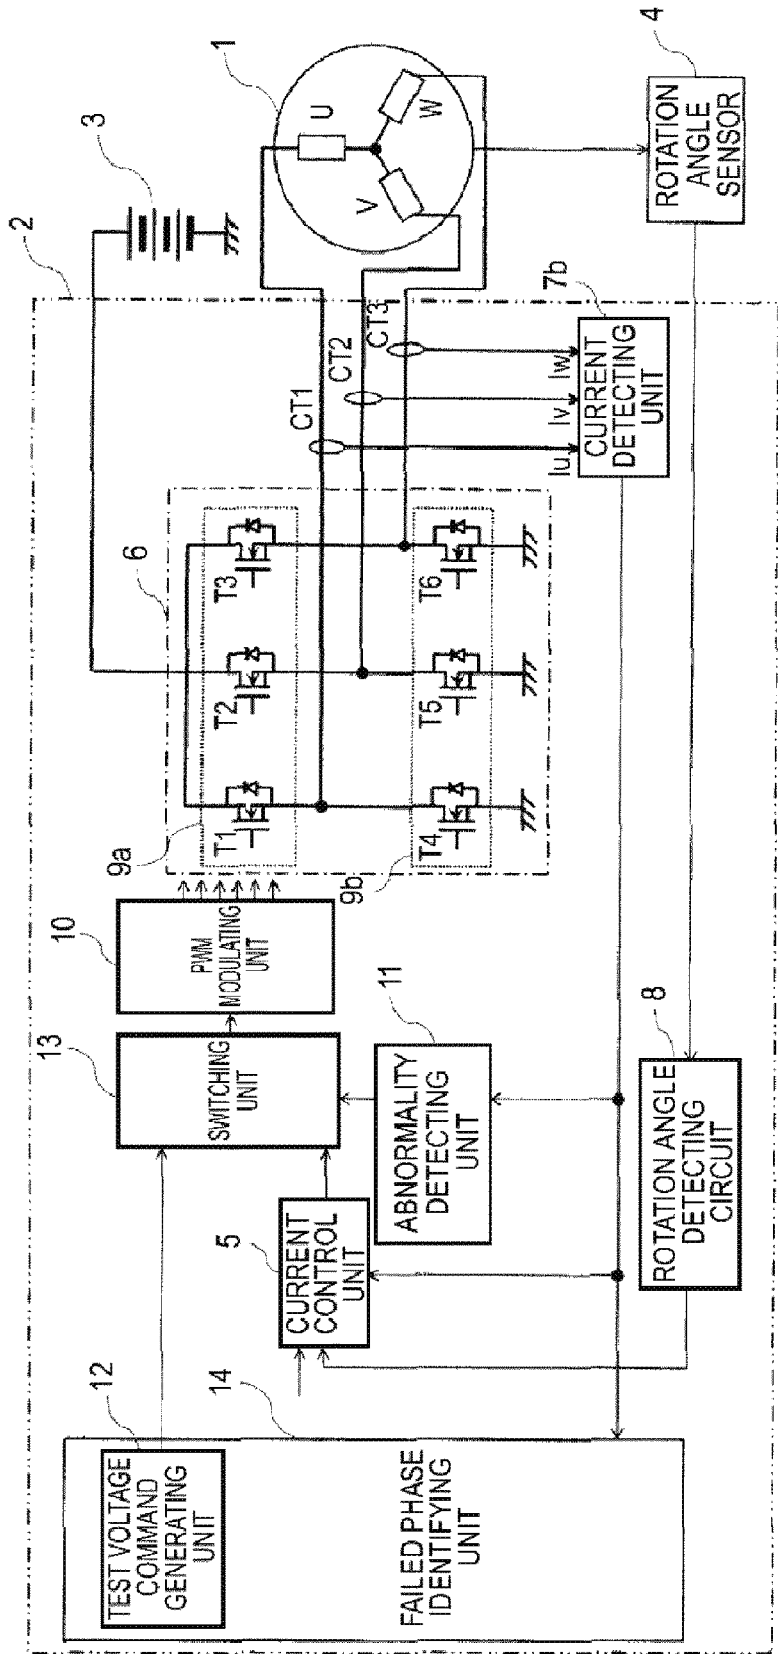 2
3
1
U
V
W
4
ROTATION
ANGLE
SENSOR
6
CT1
CT2
CT3
7b
CURRENT
DETECTING
UNIT
Iu
Iv
Iw
9a
T1
T2
T3
9b
T4
T5
T6
10
PWM
MODULATING
UNIT
13
SWITCHING
UNIT
11
ABNORMALITY
DETECTING
UNIT
8
ROTATION ANGLE
DETECTING
CIRCUIT
5
CURRENT
CONTROL
UNIT
12
TEST VOLTAGE
COMMAND
GENERATING
UNIT
14
FAILED PHASE
IDENTIFYING
UNIT